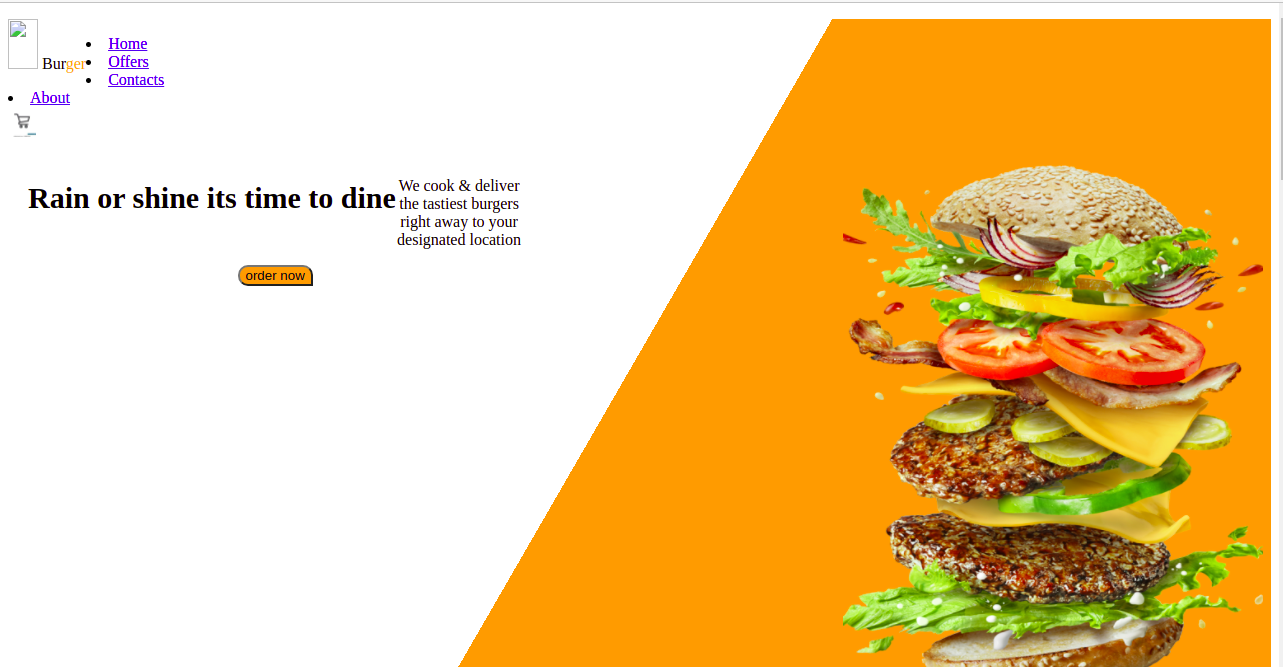 Burger
Home
Offers
Contacts
About
Rain or shine its time to dine
We cook & deliver
the tastiest burgers
right away to your
designated location
order now